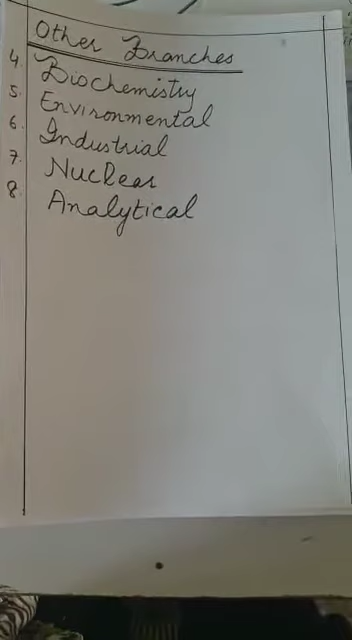 Other Branches
4. Biochemistry
5. Environmental
6. Industrial
7. Nuclear
8. Analytical